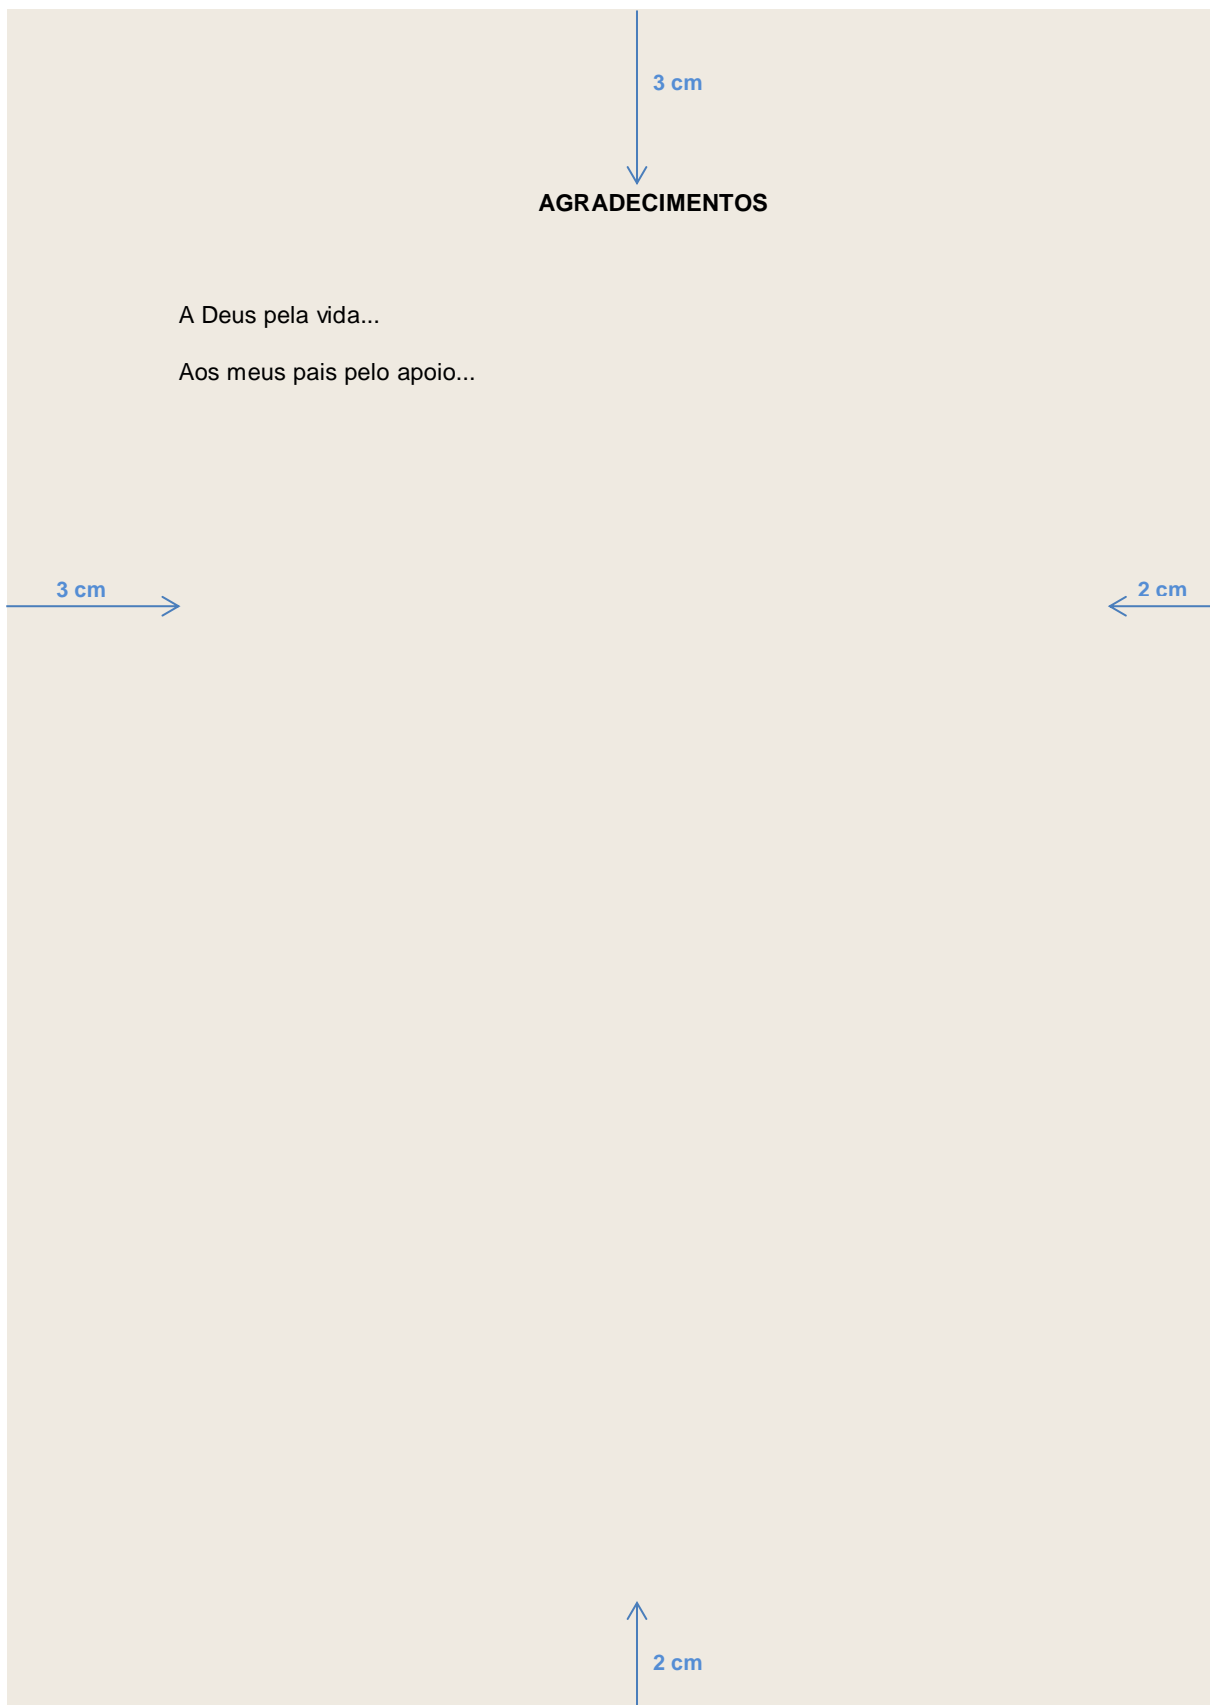 3 cm
AGRADECIMENTOS
A Deus pela vida...
Aos meus pais pelo apoio...
3 cm
2 cm
2 cm